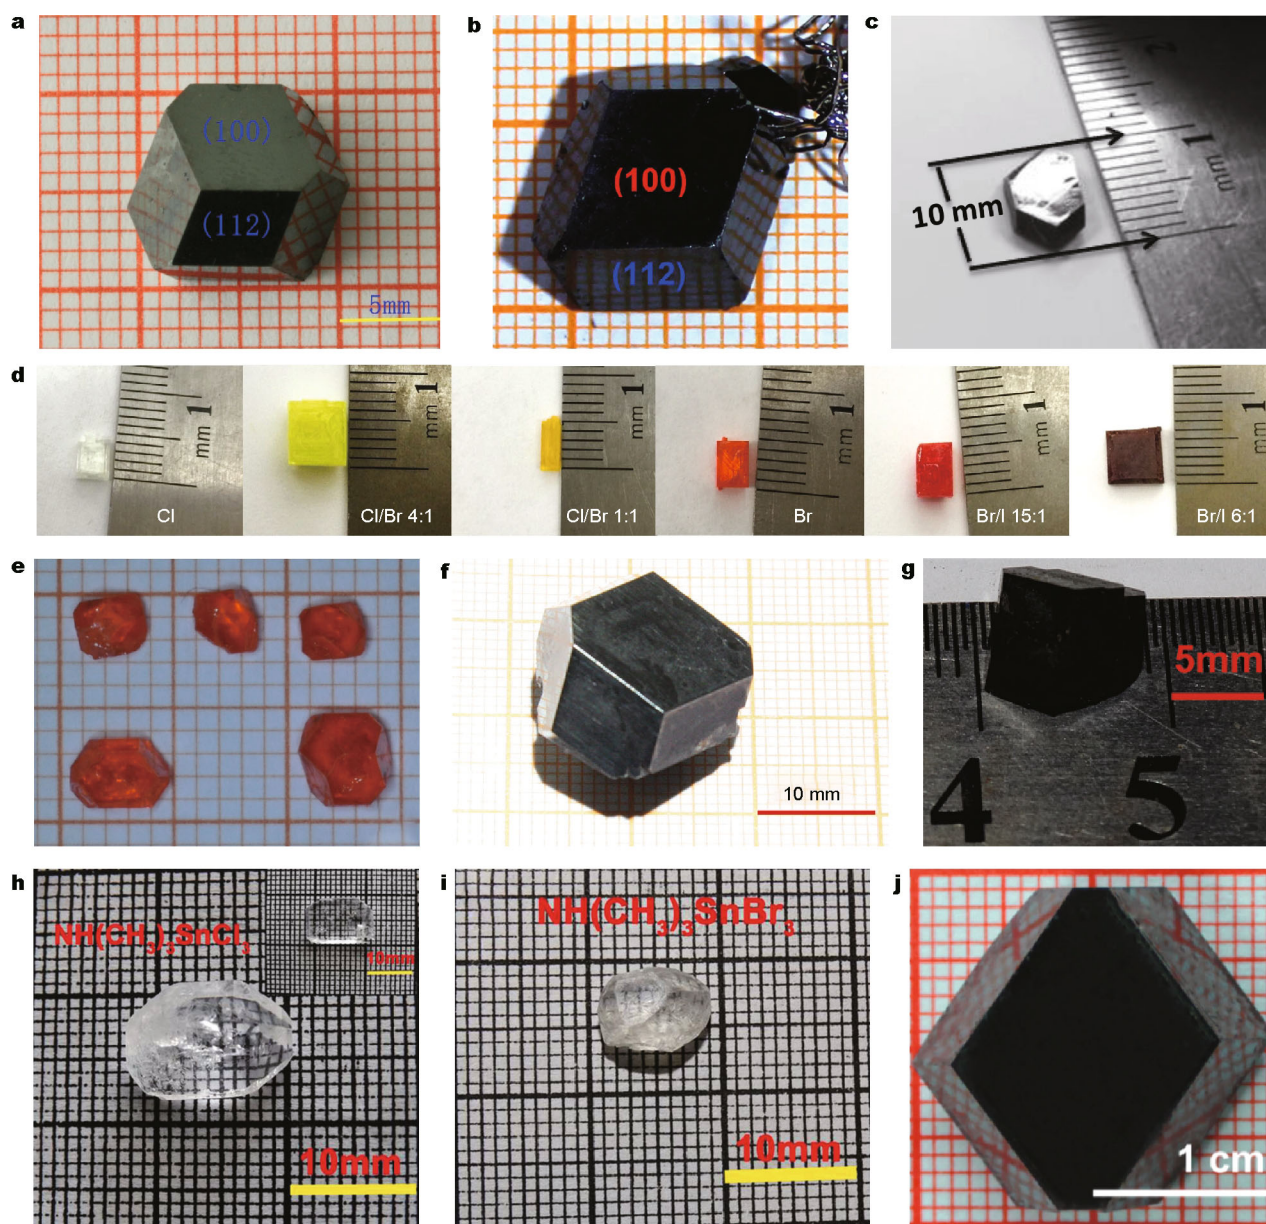 a
(100)
(112)
5mm
b
(100)
(112)
c
10 mm
1
mm
2
d
1
mm
Cl
1
mm
Cl/Br 4:1
1
mm
Cl/Br 1:1
1
mm
Br
1
mm
Br/I 15:1
1
mm
Br/I 6:1
e
f
10 mm
g
5mm
4 5
h
NH(CH₃)₃SnCl₃
10mm
10mm
i
NH(CH₃)₃SnBr₃
10mm
j
1 cm